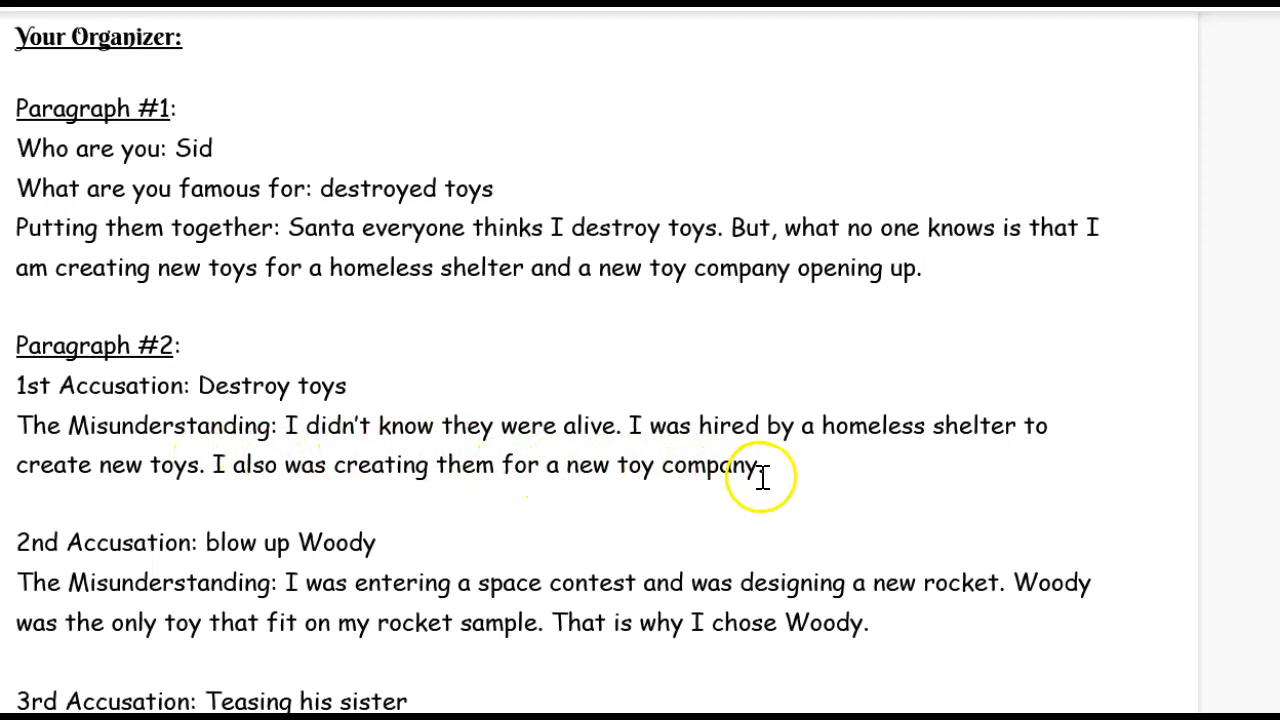 Your Organizer:
Paragraph #1:
Who are you: Sid
What are you famous for: destroyed toys
Putting them together: Santa everyone thinks I destroy toys. But, what no one knows is that I
am creating new toys for a homeless shelter and a new toy company opening up.
Paragraph #2:
1st Accusation: Destroy toys
The Misunderstanding: I didn't know they were alive. I was hired by a homeless shelter to
create new toys. I also was creating them for a new toy company.
2nd Accusation: blow up Woody
The Misunderstanding: I was entering a space contest and was designing a new rocket. Woody
was the only toy that fit on my rocket sample. That is why I chose Woody.
3rd Accusation: Teasing his sister